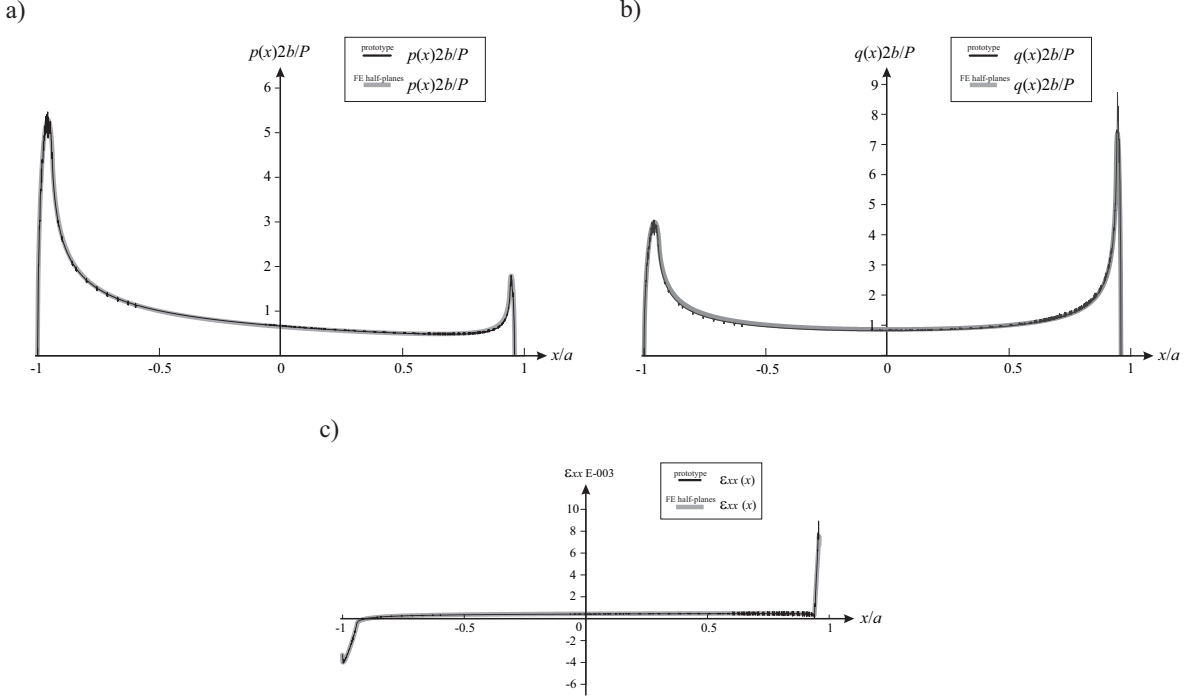 a)
p(x)2b/P
prototype p(x)2b/P
FE half-planes p(x)2b/P
6
5
4
3
2
1
-1 -0.5 0 0.5 1 x/a
b)
q(x)2b/P
prototype q(x)2b/P
FE half-planes q(x)2b/P
9
8
7
6
5
4
3
2
1
-1 -0.5 0 0.5 1 x/a
c)
εxx E-003
prototype εxx (x)
FE half-planes εxx (x)
10
8
6
4
2
-1 -0.5 0 0.5 1 x/a
-2
-4
-6